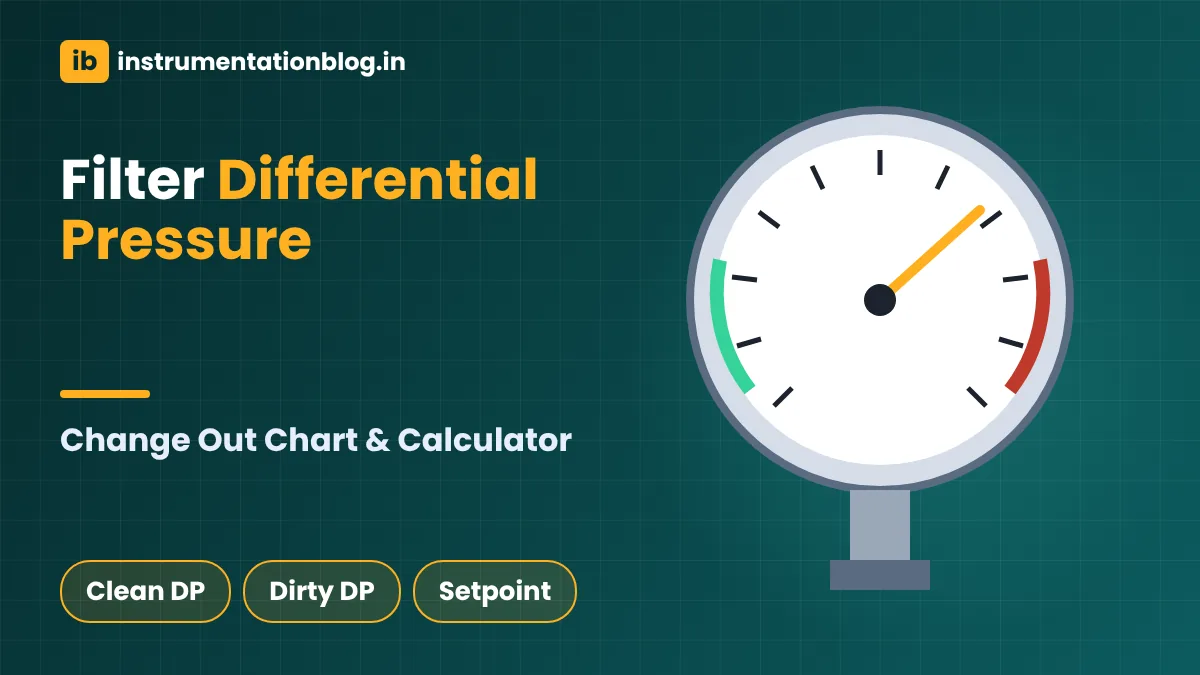 ib instrumentationblog.in
Filter Differential
Pressure
Change Out Chart & Calculator
Clean DP Dirty DP Setpoint